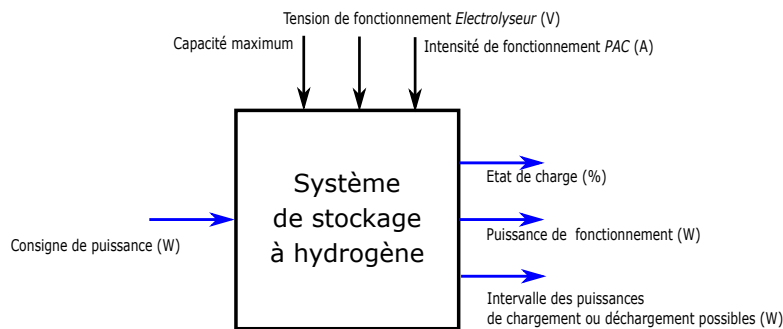 Tension de fonctionnement Electrolyseur (V)
Capacité maximum
Intensité de fonctionnement PAC (A)
Système
de stockage
à hydrogène
Consigne de puissance (W)
Etat de charge (%)
Puissance de fonctionnement (W)
Intervalle des puissances
de chargement ou déchargement possibles (W)